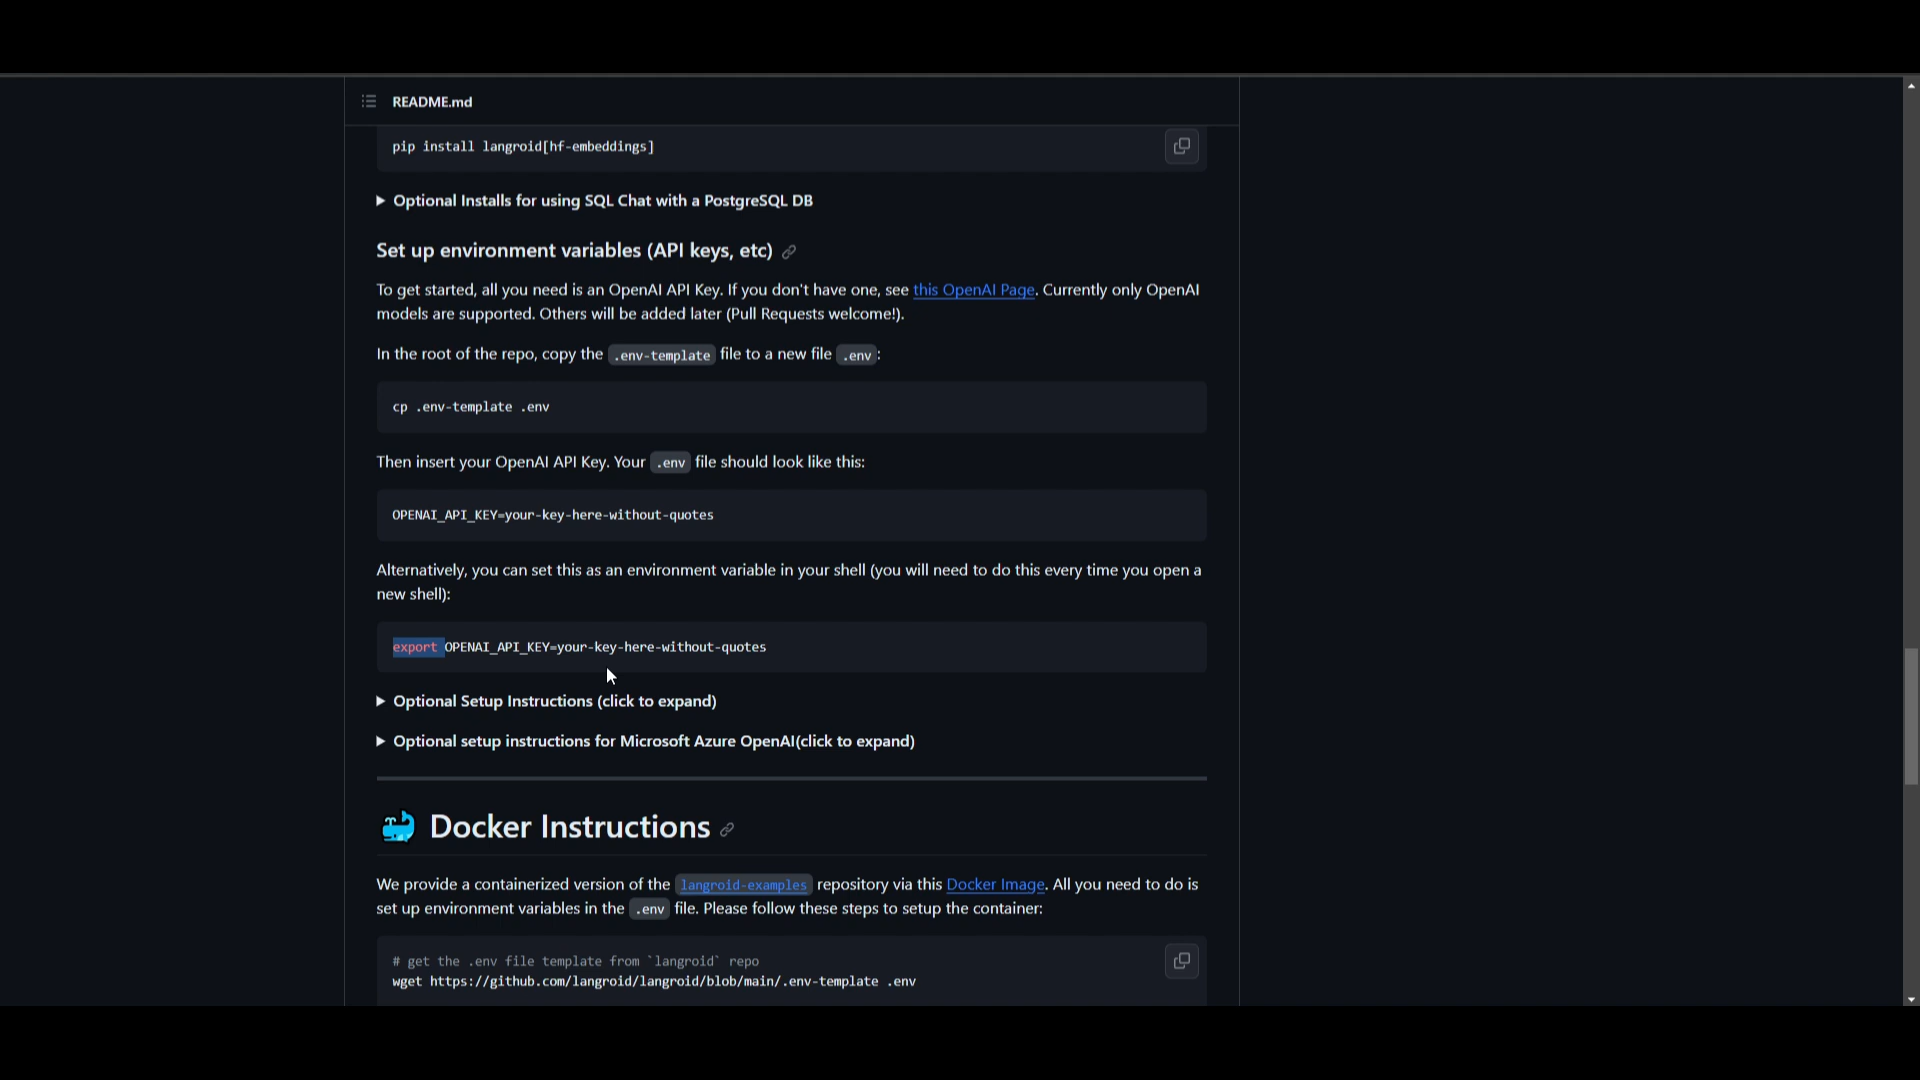 README.md
pip install langroid[hf-embeddings]
Optional Installs for using SQL Chat with a PostgreSQL DB
Set up environment variables (API keys, etc)
To get started, all you need is an OpenAI API Key. If you don't have one, see this OpenAI Page. Currently only OpenAI
models are supported. Others will be added later (Pull Requests welcome!).
In the root of the repo, copy the .env-template file to a new file .env:
cp .env-template .env
Then insert your OpenAI API Key. Your .env file should look like this:
OPENAI_API_KEY=your-key-here-without-quotes
Alternatively, you can set this as an environment variable in your shell (you will need to do this every time you open a
new shell):
export OPENAI_API_KEY=your-key-here-without-quotes
Optional Setup Instructions (click to expand)
Optional setup instructions for Microsoft Azure OpenAI(click to expand)
Docker Instructions
We provide a containerized version of the langroid-examples repository via this Docker Image. All you need to do is
set up environment variables in the .env file. Please follow these steps to setup the container:
# get the .env file template from `langroid` repo
wget https://github.com/langroid/langroid/blob/main/.env-template .env